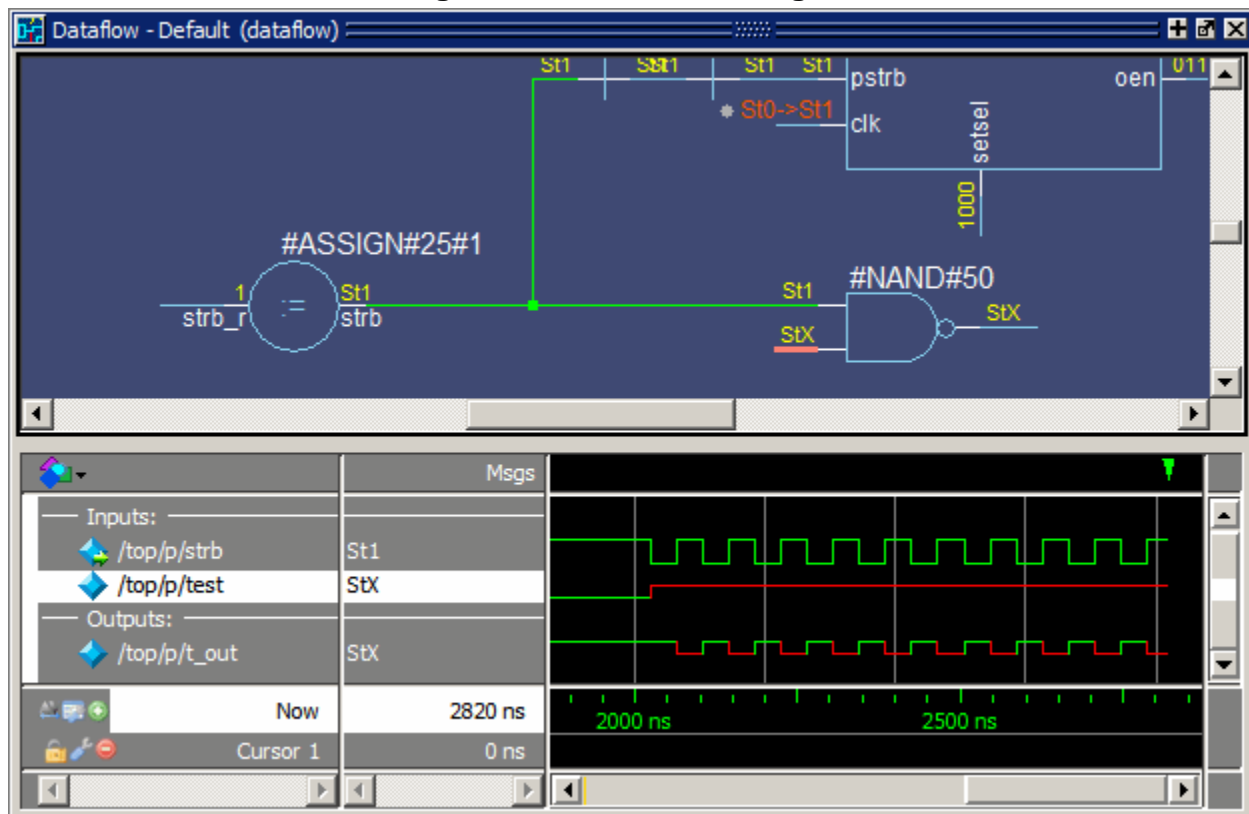 Dataflow - Default (dataflow)
St1 St1 St1 St1
pstrb
oen
011
St0->St1
clk
setsel
1000
#ASSIGN#25#1
1
St1
strb_r
:=
strb
St1
#NAND#50
StX
StX
Msgs
Inputs:
/top/p/strb St1
/top/p/test StX
Outputs:
/top/p/t_out StX
Now 2820 ns
2000 ns 2500 ns
Cursor 1 0 ns